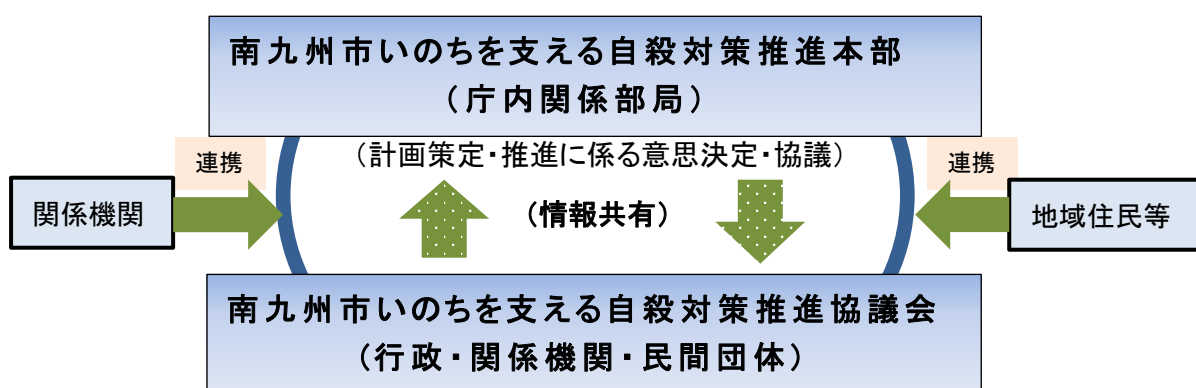 南九州市いのちを支える自殺対策推進本部
（庁内関係部局）
（計画策定・推進に係る意思決定・協議）
連携
連携
関係機関
（情報共有）
地域住民等
南九州市いのちを支える自殺対策推進協議会
（行政・関係機関・民間団体）